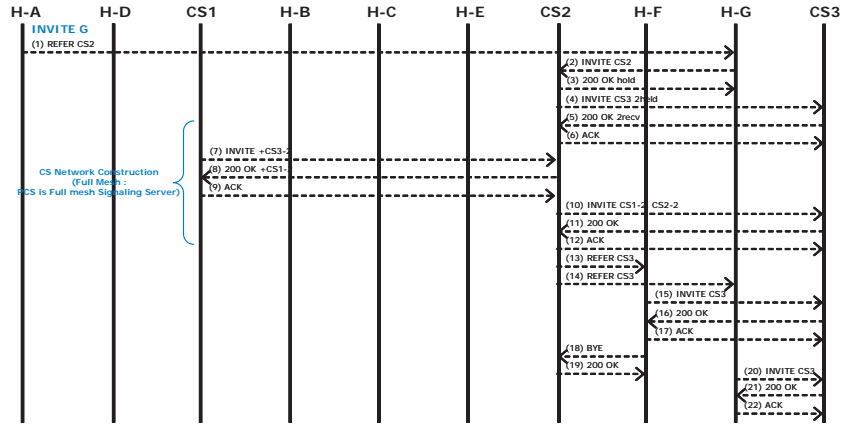 H-A H-D CS1 H-B H-C H-E CS2 H-F H-G CS3
INVITE G
(1) REFER CS2
(2) INVITE CS2
(3) 200 OK hold
(4) INVITE CS3 2held
(5) 200 OK 2recv
(6) ACK
(7) INVITE +CS3-2
(8) 200 OK +CS1-
(9) ACK
CS Network Construction
(Full Mesh :
PCS is Full mesh Signaling Server)
(10) INVITE CS1-2 CS2-2
(11) 200 OK
(12) ACK
(13) REFER CS3
(14) REFER CS3
(15) INVITE CS3
(16) 200 OK
(17) ACK
(18) BYE
(19) 200 OK
(20) INVITE CS3
(21) 200 OK
(22) ACK